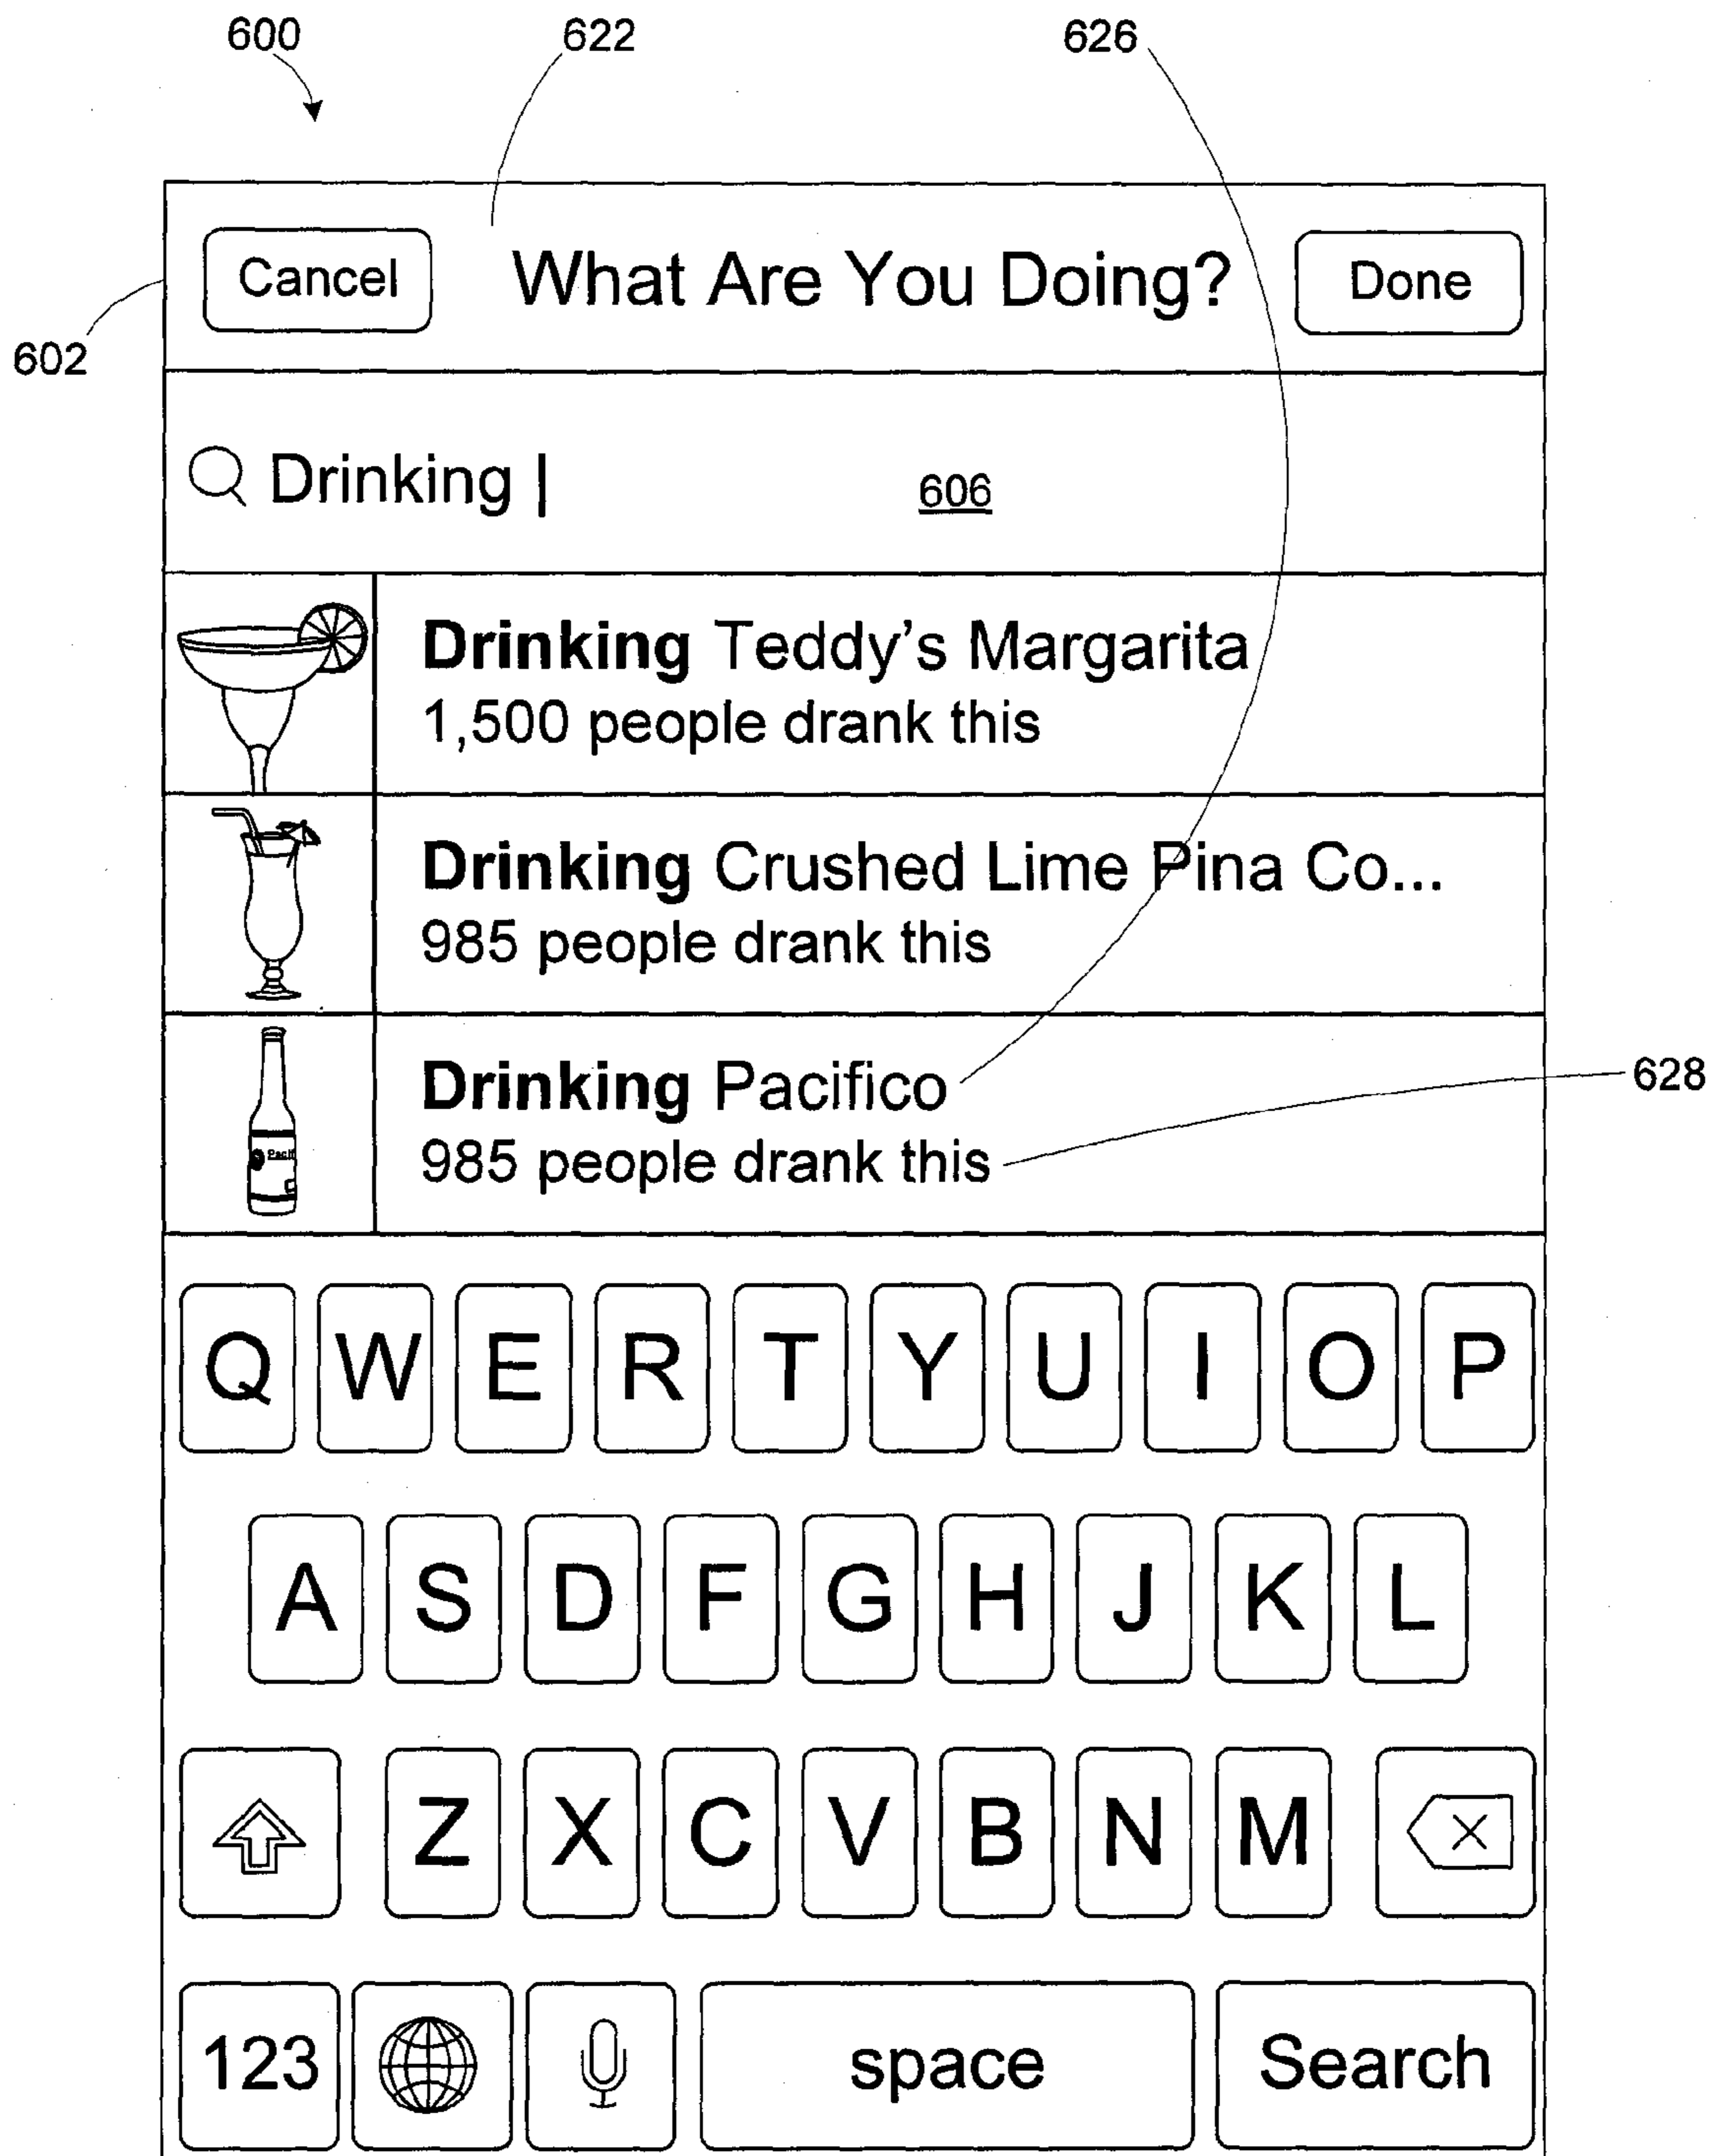 600 622 626
Cancel What Are You Doing? Done
602
Drinking | 606
Drinking Teddy’s Margarita
1,500 people drank this
Drinking Crushed Lime Pina Co...
985 people drank this
Drinking Pacifico
628
Pacif
985 people drank this
Q W E R T Y U I O P
A S D F G H J K L
Z X C V B N M
123 space Search